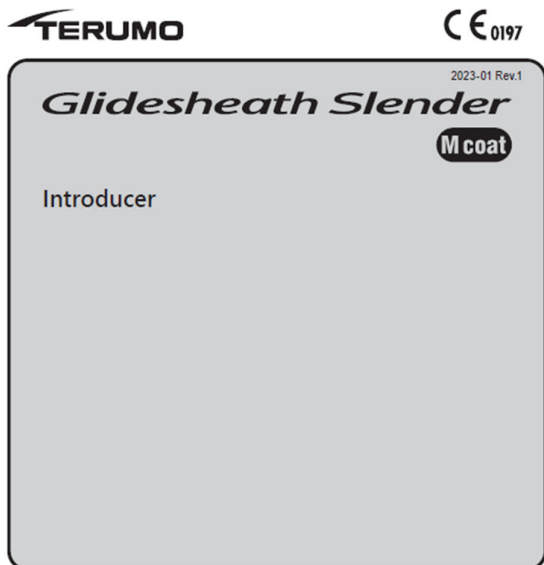 TERUMO
CE 0197
2023-01 Rev.1
Glidesheath Slender
M coat
Introducer